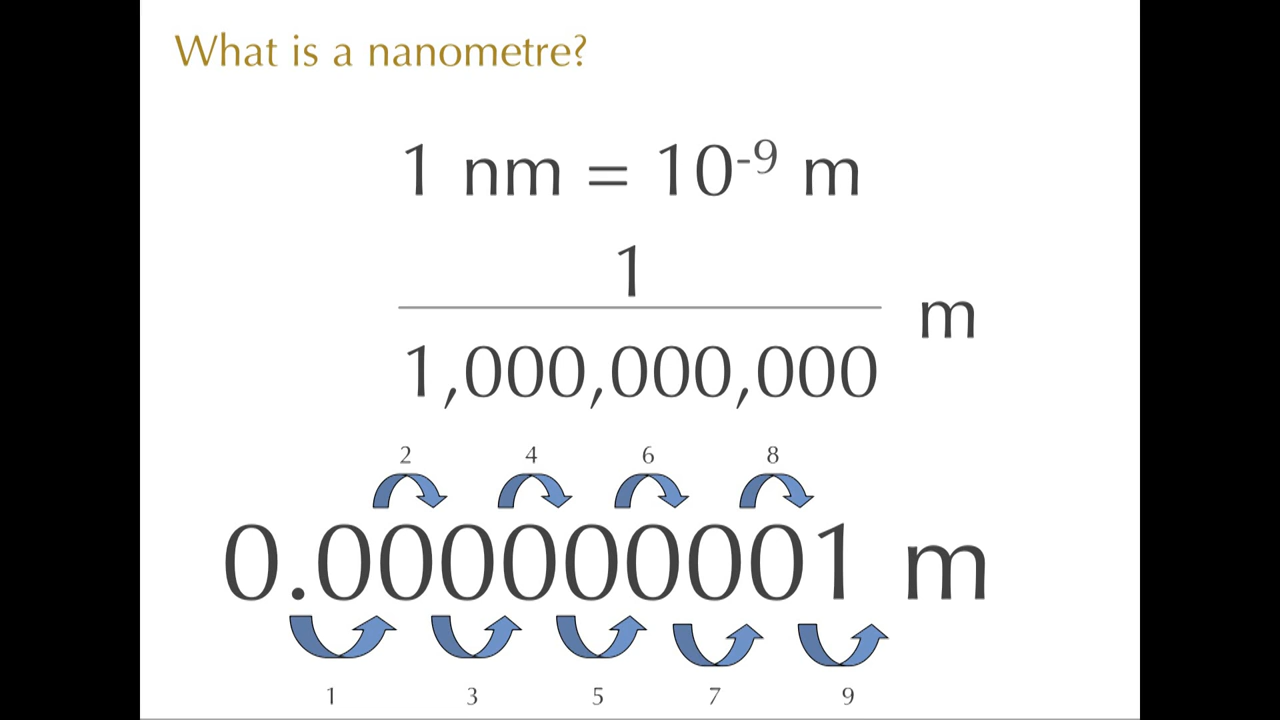 What is a nanometre?
1 nm = 10⁻⁹ m
1
m
1,000,000,000
2 4 6 8
0.000000001 m
1 3 5 7 9